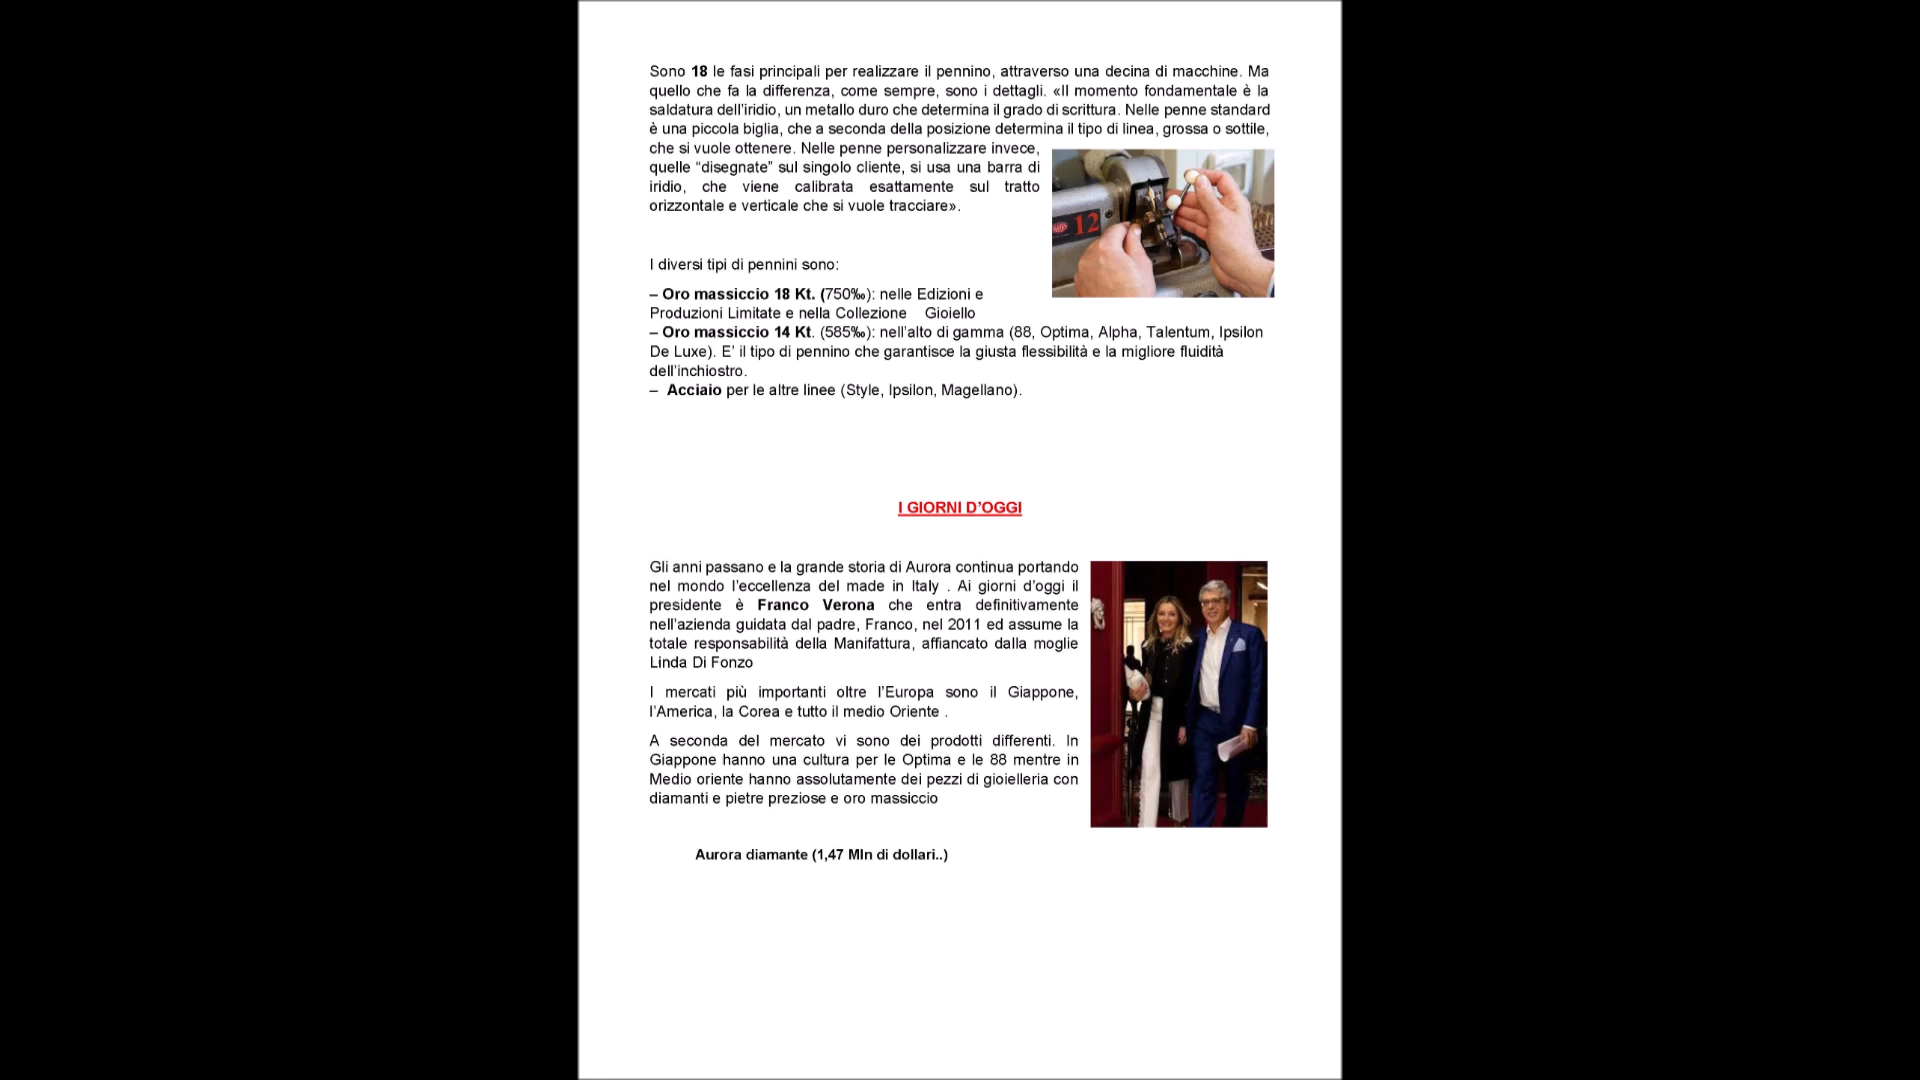 Sono 18 le fasi principali per realizzare il pennino, attraverso una decina di macchine. Ma
quello che fa la differenza, come sempre, sono i dettagli. «Il momento fondamentale è la
saldatura dell'iridio, un metallo duro che determina il grado di scrittura. Nelle penne standard
è una piccola biglia, che a seconda della posizione determina il tipo di linea, grossa o sottile,
che si vuole ottenere. Nelle penne personalizzare invece,
quelle “disegnate” sul singolo cliente, si usa una barra di
iridio, che viene calibrata esattamente sul tratto
orizzontale e verticale che si vuole tracciare».
12
I diversi tipi di pennini sono:
– Oro massiccio 18 Kt. (750‰): nelle Edizioni e
Produzioni Limitate e nella Collezione Gioiello
– Oro massiccio 14 Kt. (585‰): nell'alto di gamma (88, Optima, Alpha, Talentum, Ipsilon
De Luxe). E' il tipo di pennino che garantisce la giusta flessibilità e la migliore fluidità
dell'inchiostro.
– Acciaio per le altre linee (Style, Ipsilon, Magellano).
I GIORNI D'OGGI
Gli anni passano e la grande storia di Aurora continua portando
nel mondo l'eccellenza del made in Italy . Ai giorni d'oggi il
presidente è Franco Verona che entra definitivamente
nell'azienda guidata dal padre, Franco, nel 2011 ed assume la
totale responsabilità della Manifattura, affiancato dalla moglie
Linda Di Fonzo
I mercati più importanti oltre l'Europa sono il Giappone,
l'America, la Corea e tutto il medio Oriente .
A seconda del mercato vi sono dei prodotti differenti. In
Giappone hanno una cultura per le Optima e le 88 mentre in
Medio oriente hanno assolutamente dei pezzi di gioielleria con
diamanti e pietre preziose e oro massiccio
Aurora diamante (1,47 Mln di dollari..)